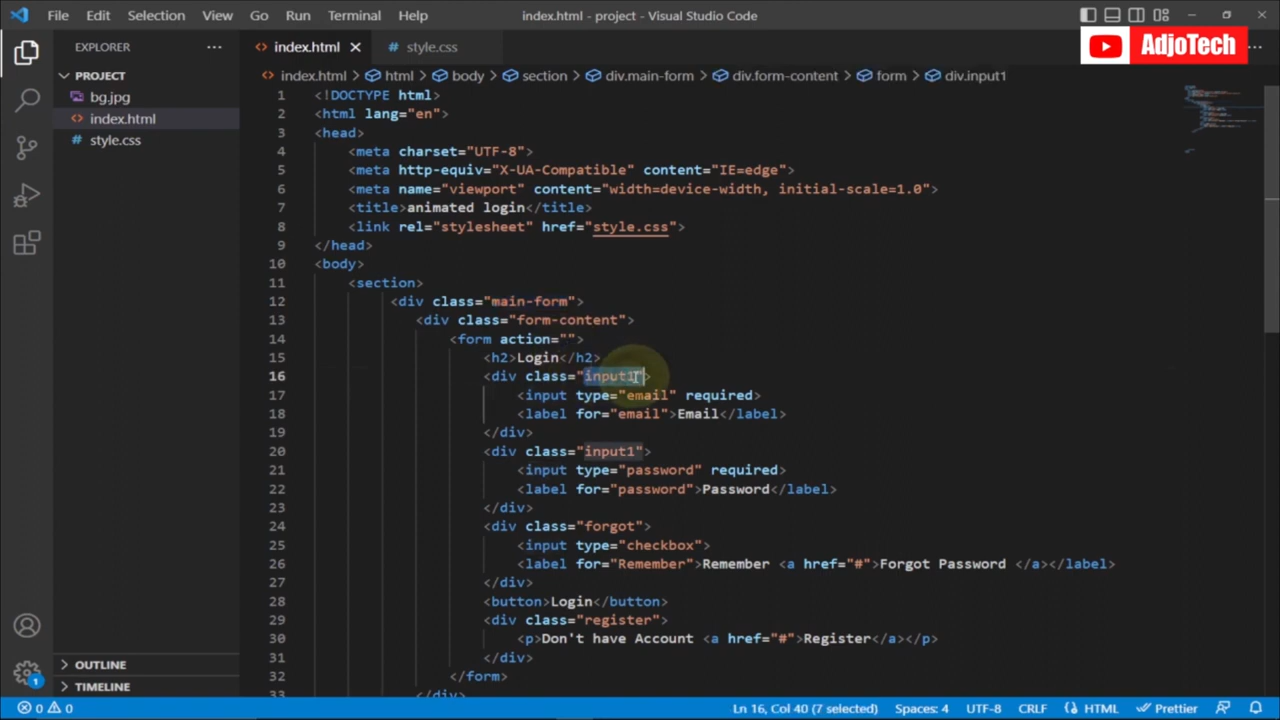 File Edit Selection View Go Run Terminal Help index.html - project - Visual Studio Code
AdjoTech
EXPLORER
PROJECT
bg.jpg
index.html
style.css
OUTLINE
TIMELINE
index.html style.css
index.html html body section div.main-form div.form-content form div.input1
1 <!DOCTYPE html>
2 <html lang="en">
3 <head>
4 <meta charset="UTF-8">
5 <meta http-equiv="X-UA-Compatible" content="IE=edge">
6 <meta name="viewport" content="width=device-width, initial-scale=1.0">
7 <title>animated login</title>
8 <link rel="stylesheet" href="style.css">
9 </head>
10 <body>
11 <section>
12 <div class="main-form">
13 <div class="form-content">
14 <form action="">
15 <h2>Login</h2>
16 <div class="input1">
17 <input type="email" required>
18 <label for="email">Email</label>
19 </div>
20 <div class="input1">
21 <input type="password" required>
22 <label for="password">Password</label>
23 </div>
24 <div class="forgot">
25 <input type="checkbox">
26 <label for="Remember">Remember <a href="#">Forgot Password </a></label>
27 </div>
28 <button>Login</button>
29 <div class="register">
30 <p>Don't have Account <a href="#">Register</a></p>
31 </div>
32 </form>
33 </div>
1
0 0 Ln 16, Col 40 (7 selected) Spaces: 4 UTF-8 CRLF HTML Prettier